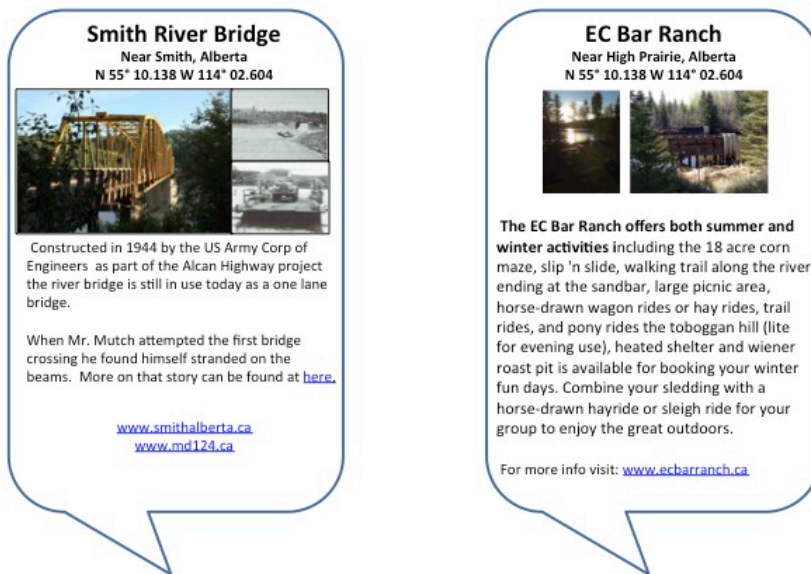 Smith River Bridge
Near Smith, Alberta
N 55° 10.138 W 114° 02.604
Constructed in 1944 by the US Army Corp of
Engineers as part of the Alcan Highway project
the river bridge is still in use today as a one lane
bridge.
When Mr. Mutch attempted the first bridge
crossing he found himself stranded on the
beams. More on that story can be found at here.
www.smithalberta.ca
www.md124.ca
EC Bar Ranch
Near High Prairie, Alberta
N 55° 10.138 W 114° 02.604
The EC Bar Ranch offers both summer and
winter activities including the 18 acre corn
maze, slip 'n slide, walking trail along the river
ending at the sandbar, large picnic area,
horse-drawn wagon rides or hay rides, trail
rides, and pony rides the toboggan hill (lite
for evening use), heated shelter and wiener
roast pit is available for booking your winter
fun days. Combine your sledding with a
horse-drawn hayride or sleigh ride for your
group to enjoy the great outdoors.
For more info visit: www.ecbarranch.ca